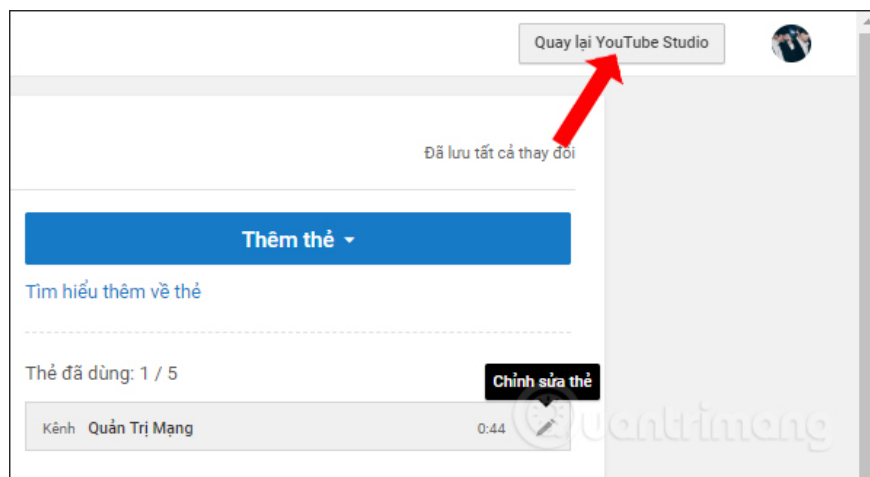 Quay lại YouTube Studio
Đã lưu tất cả thay đổi
Thêm thẻ
Tìm hiểu thêm về thẻ
Thẻ đã dùng: 1 / 5
Chỉnh sửa thẻ
Kênh Quản Trị Mạng 0:44
Quantrimang